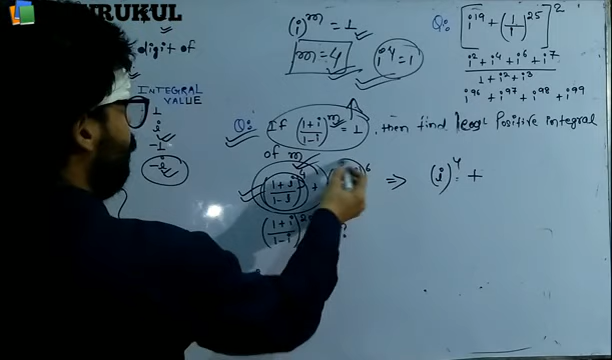 URUKUL
digit of
INTEGRAL
VALUE
1
i
-1
-i
(i)^m = 1
m = 4
i^4 = 1
Q: [i^19 + (1/i)^25]^2
(i^2 + i^4 + i^6 + i^7)/(1 + i^2 + i^3)
i^96 + i^97 + i^98 + i^99
Q: If ((1+i)/(1-i))^m = 1, then find least Positive integral
of m
((1+i)/(1-i))^4 + ⇒ (i)^4 +